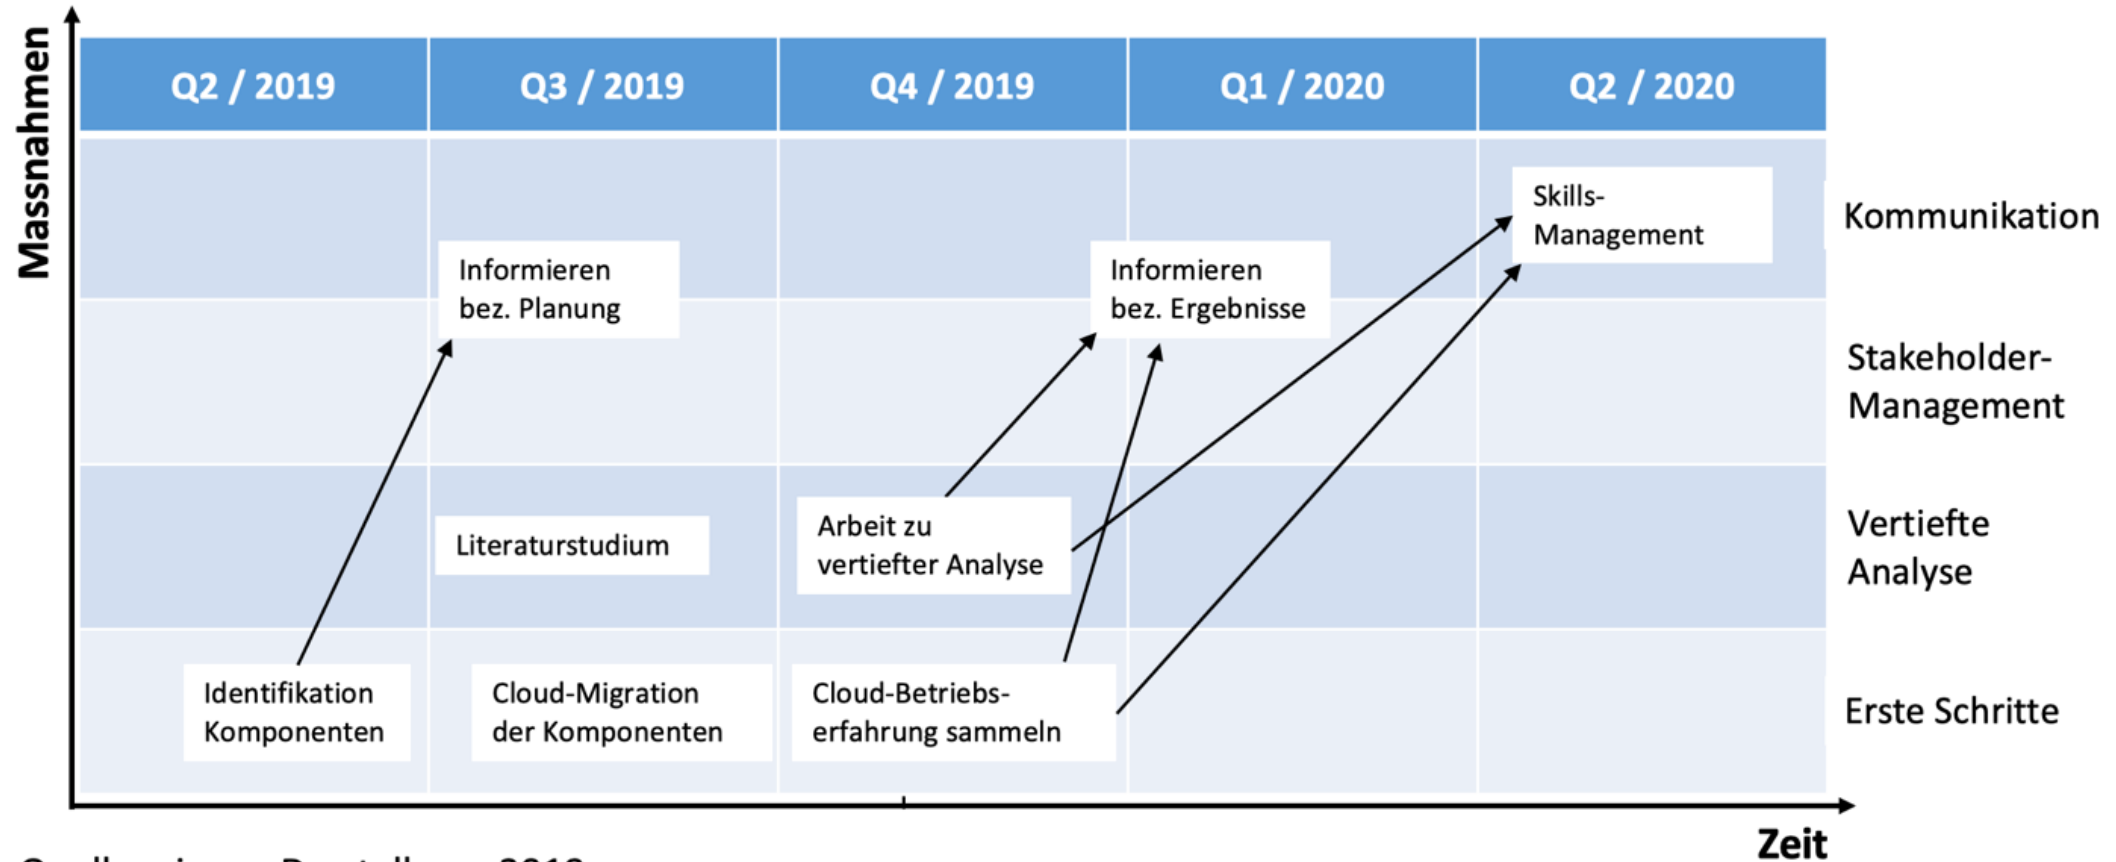 Massnahmen
Q2 / 2019
Q3 / 2019
Q4 / 2019
Q1 / 2020
Q2 / 2020
Skills-
Management
Kommunikation
Informieren
bez. Planung
Informieren
bez. Ergebnisse
Stakeholder-
Management
Literaturstudium
Arbeit zu
vertiefter Analyse
Vertiefte
Analyse
Identifikation
Komponenten
Cloud-Migration
der Komponenten
Cloud-Betriebs-
erfahrung sammeln
Erste Schritte
Zeit